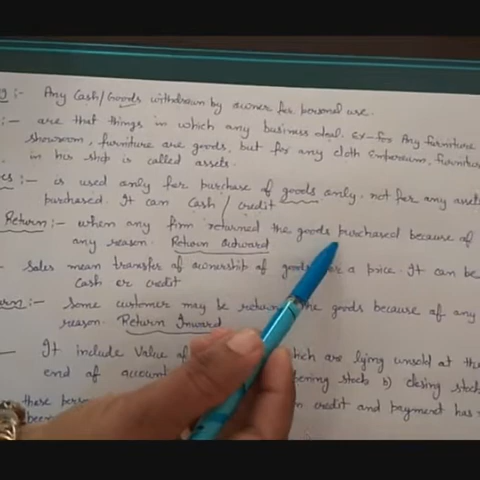 g :- Any Cash/Goods withdrawn by owner for personal use.
:- are that things in which any business deal. Ex- for Any furniture
showroom, furniture are goods, but for any cloth Emporium, furniture
in his shop is called assets.
es :- is used only for purchase of goods only, not for any assets
purchased. It can cash / credit
Return :- when any firm returned the goods purchased because of
any reason. Return outward
- Sales mean transfer of ownership of goods for a price. It can be
cash or credit
urn :- Some customer may be return the goods because of any
reason. Return Inward
- It include value of which are lying unsold at the
end of account stock b) closing stock
these credit and payment has
been